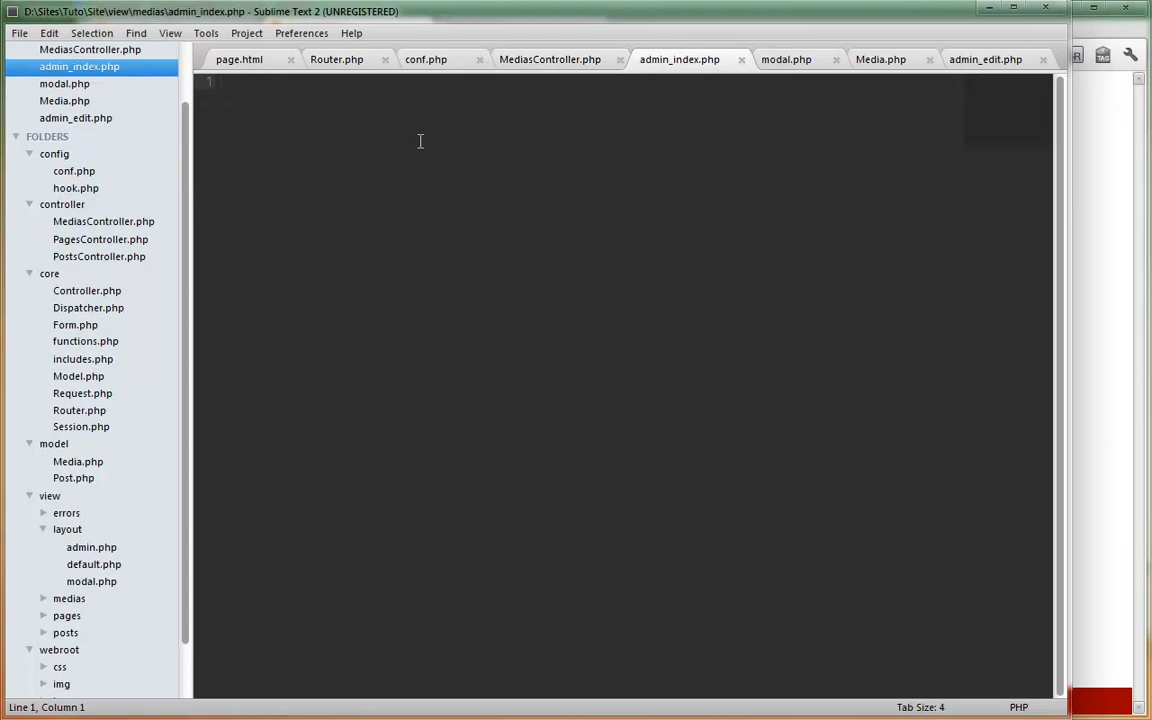 D:\Sites\Tuto\Site\view\medias\admin_index.php - Sublime Text 2 (UNREGISTERED)
File Edit Selection Find View Tools Project Preferences Help
page.html Router.php conf.php MediasController.php admin_index.php modal.php Media.php admin_edit.php
MediasController.php
admin_index.php
modal.php
Media.php
admin_edit.php
FOLDERS
config
conf.php
hook.php
controller
MediasController.php
PagesController.php
PostsController.php
core
Controller.php
Dispatcher.php
Form.php
functions.php
includes.php
Model.php
Request.php
Router.php
Session.php
model
Media.php
Post.php
view
errors
layout
admin.php
default.php
modal.php
medias
pages
posts
webroot
css
img
1
Line 1, Column 1
Tab Size: 4
PHP